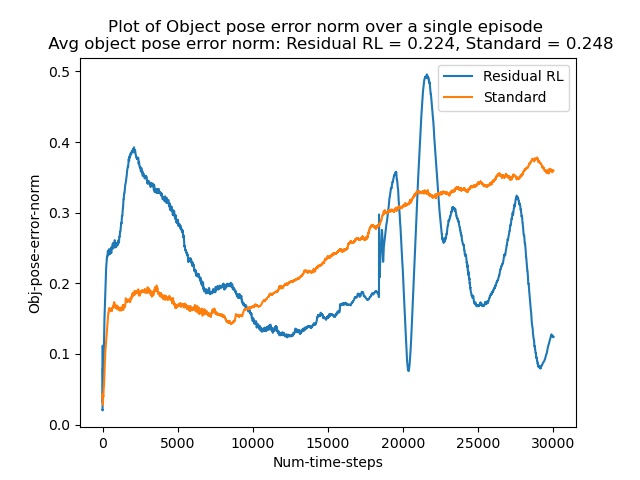 Plot of Object pose error norm over a single episode
Avg object pose error norm: Residual RL = 0.224, Standard = 0.248
Residual RL
Standard
Obj-pose-error-norm
0.5
0.4
0.3
0.2
0.1
0.0
0 5000 10000 15000 20000 25000 30000
Num-time-steps